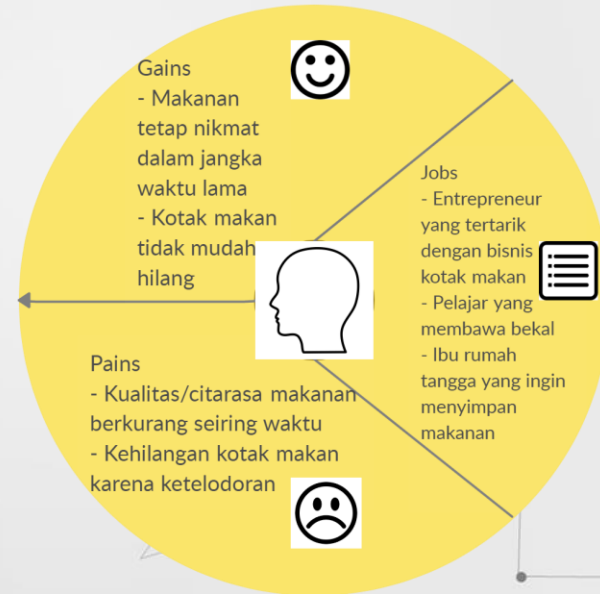 Gains
- Makanan
tetap nikmat
dalam jangka
waktu lama
- Kotak makan
tidak mudah
hilang
Jobs
- Entrepreneur
yang tertarik
dengan bisnis
kotak makan
- Pelajar yang
membawa bekal
- Ibu rumah
tangga yang ingin
menyimpan
makanan
Pains
- Kualitas/citarasa makanan
berkurang seiring waktu
- Kehilangan kotak makan
karena ketelodoran